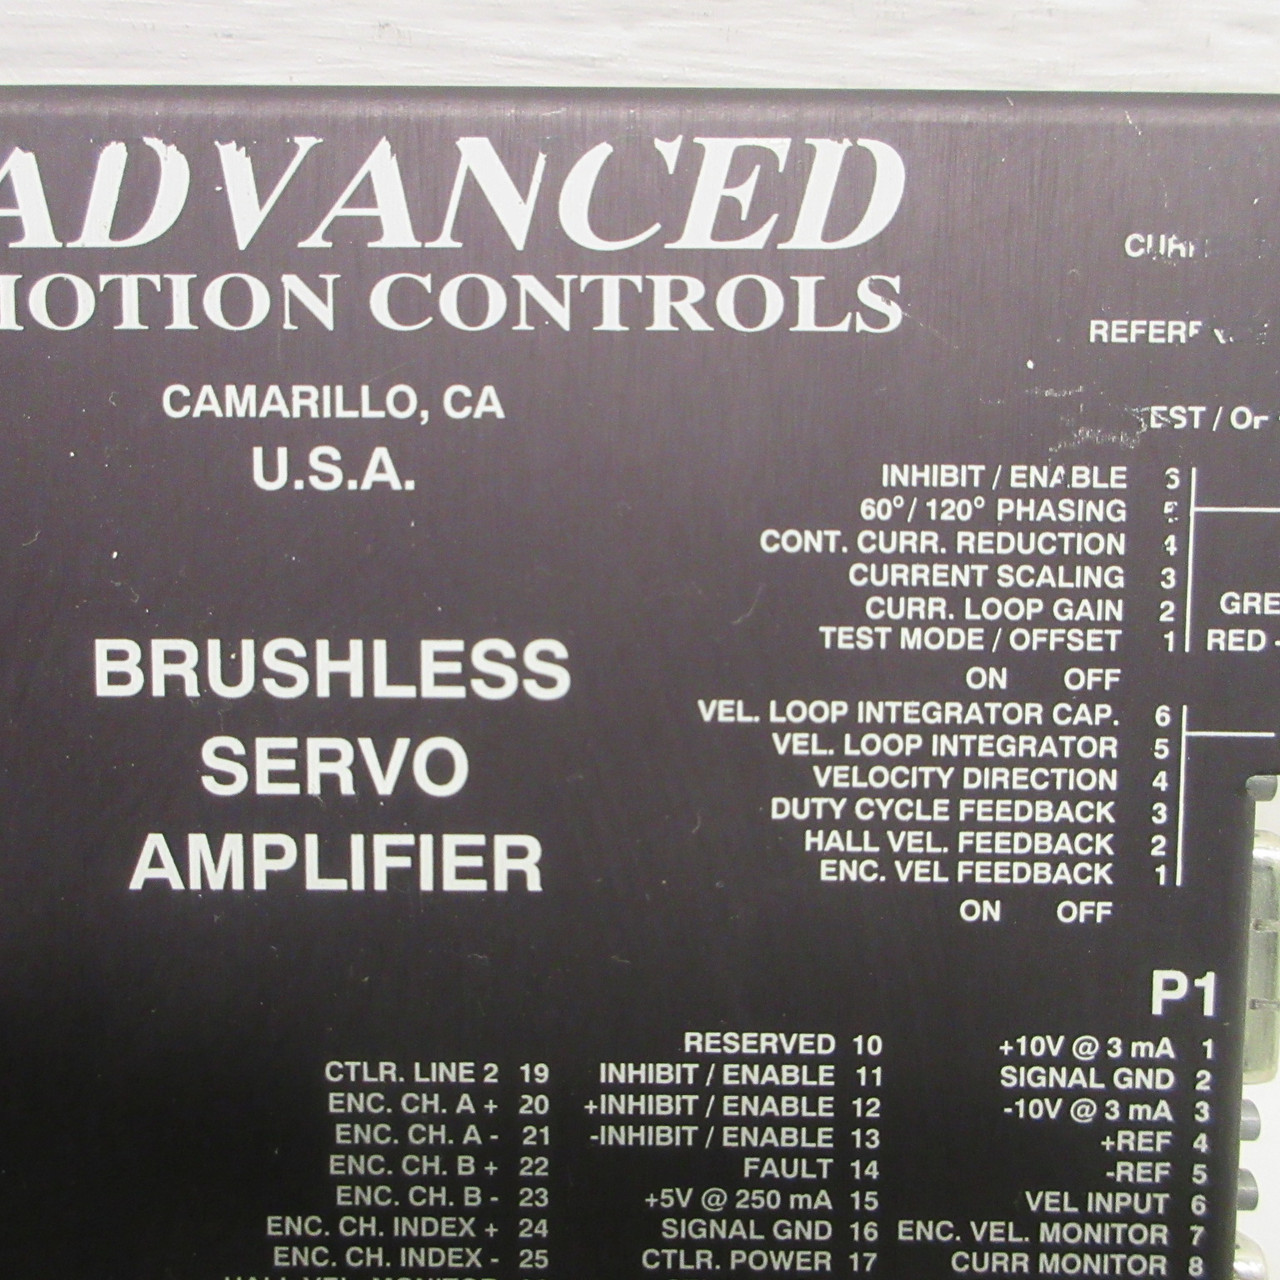 ADVANCED
MOTION CONTROLS
CAMARILLO, CA
U.S.A.
BRUSHLESS
SERVO
AMPLIFIER
INHIBIT / ENABLE 6
60°/ 120° PHASING 5
CONT. CURR. REDUCTION 4
CURRENT SCALING 3
CURR. LOOP GAIN 2
TEST MODE / OFFSET 1
ON OFF
RED -
VEL. LOOP INTEGRATOR CAP. 6
VEL. LOOP INTEGRATOR 5
VELOCITY DIRECTION 4
DUTY CYCLE FEEDBACK 3
HALL VEL. FEEDBACK 2
ENC. VEL FEEDBACK 1
ON OFF
P1
+10V @ 3 mA 1
SIGNAL GND 2
-10V @ 3 mA 3
+REF 4
-REF 5
VEL INPUT 6
ENC. VEL. MONITOR 7
CURR MONITOR 8
RESERVED 10
INHIBIT / ENABLE 11
+INHIBIT / ENABLE 12
-INHIBIT / ENABLE 13
FAULT 14
+5V @ 250 mA 15
SIGNAL GND 16
CTLR. POWER 17
CTLR. LINE 2 19
ENC. CH. A + 20
ENC. CH. A - 21
ENC. CH. B + 22
ENC. CH. B - 23
ENC. CH. INDEX + 24
ENC. CH. INDEX - 25